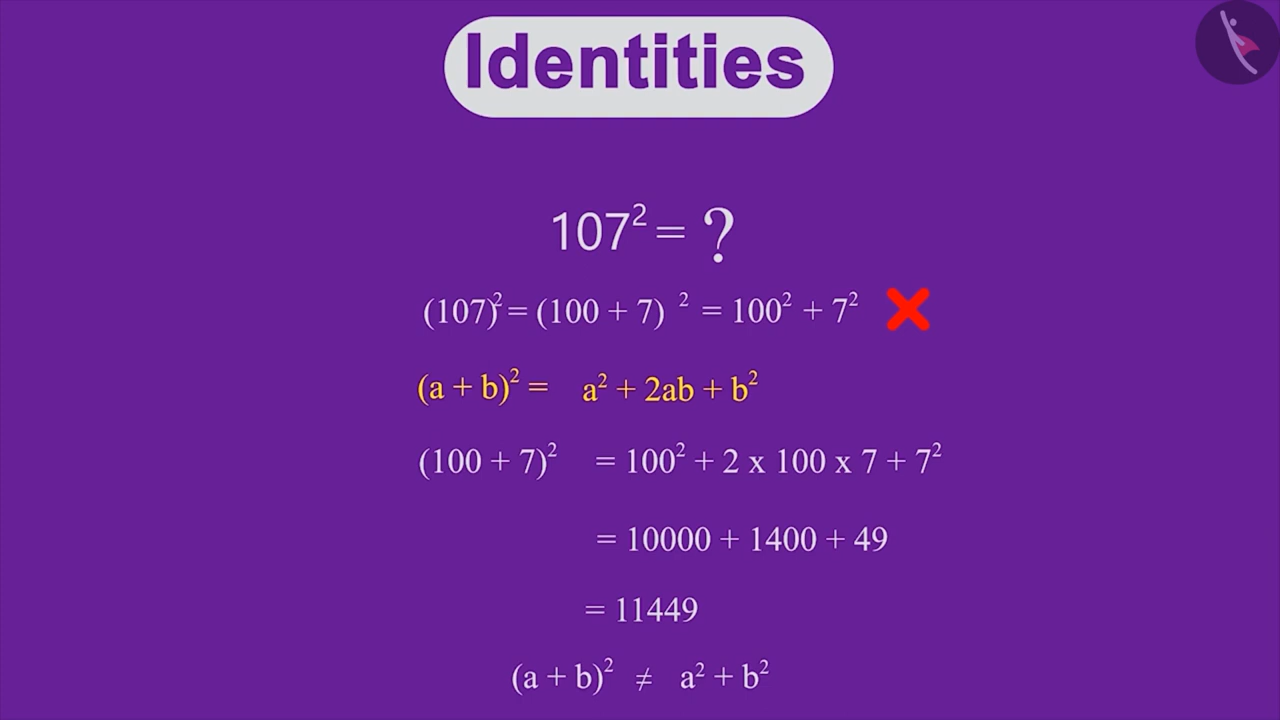 Identities
107² = ?
(107)² = (100 + 7)² = 100² + 7² ❌
(a + b)² = a² + 2ab + b²
(100 + 7)² = 100² + 2 x 100 x 7 + 7²
= 10000 + 1400 + 49
= 11449
(a + b)² ≠ a² + b²